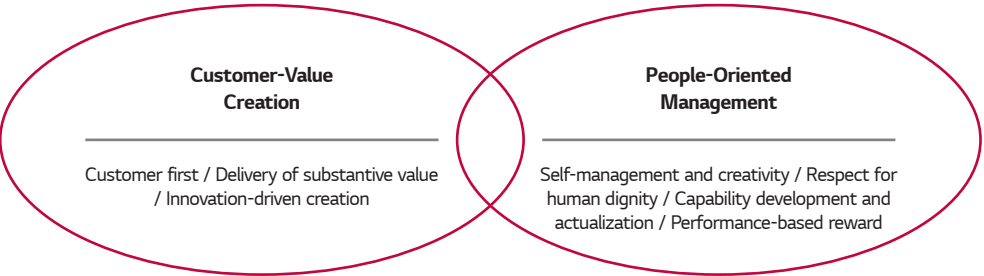 Customer-Value
Creation
Customer first / Delivery of substantive value
/ Innovation-driven creation
People-Oriented
Management
Self-management and creativity / Respect for
human dignity / Capability development and
actualization / Performance-based reward